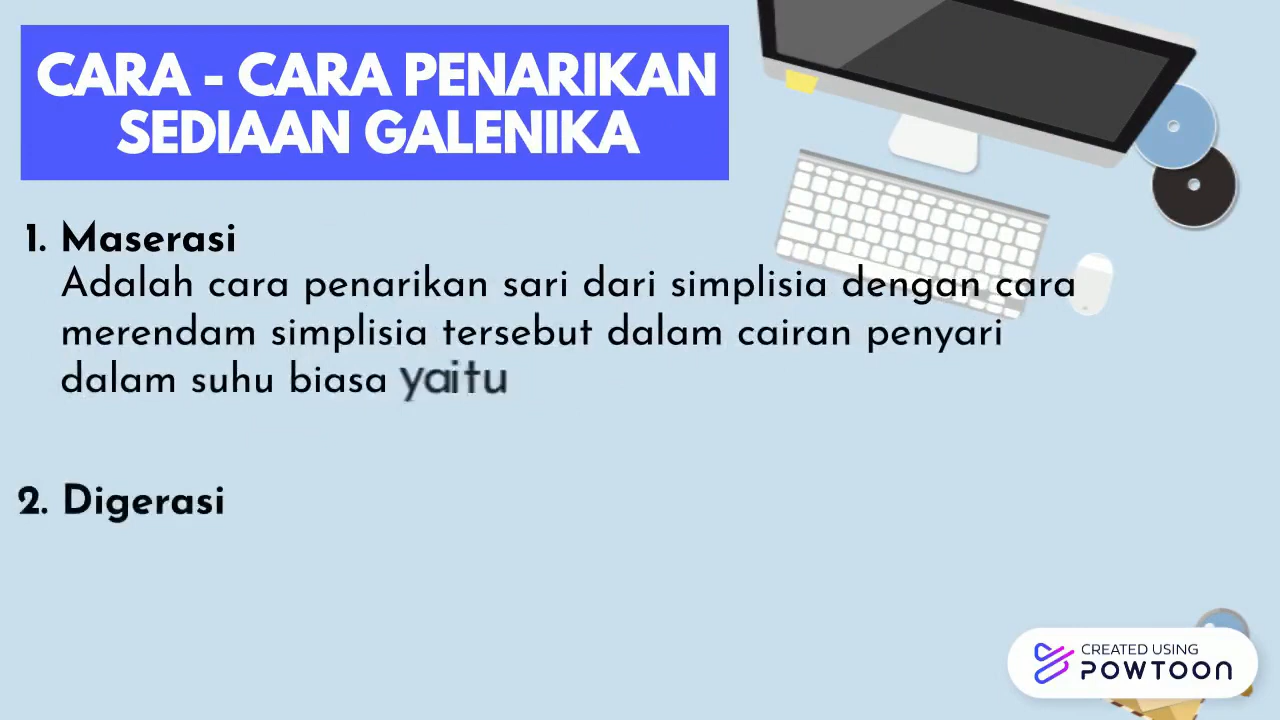 CARA - CARA PENARIKAN
SEDIAAN GALENIKA
1. Maserasi
Adalah cara penarikan sari dari simplisia dengan cara
merendam simplisia tersebut dalam cairan penyari
dalam suhu biasa yaitu
2. Digerasi
CREATED USING
POWTOON